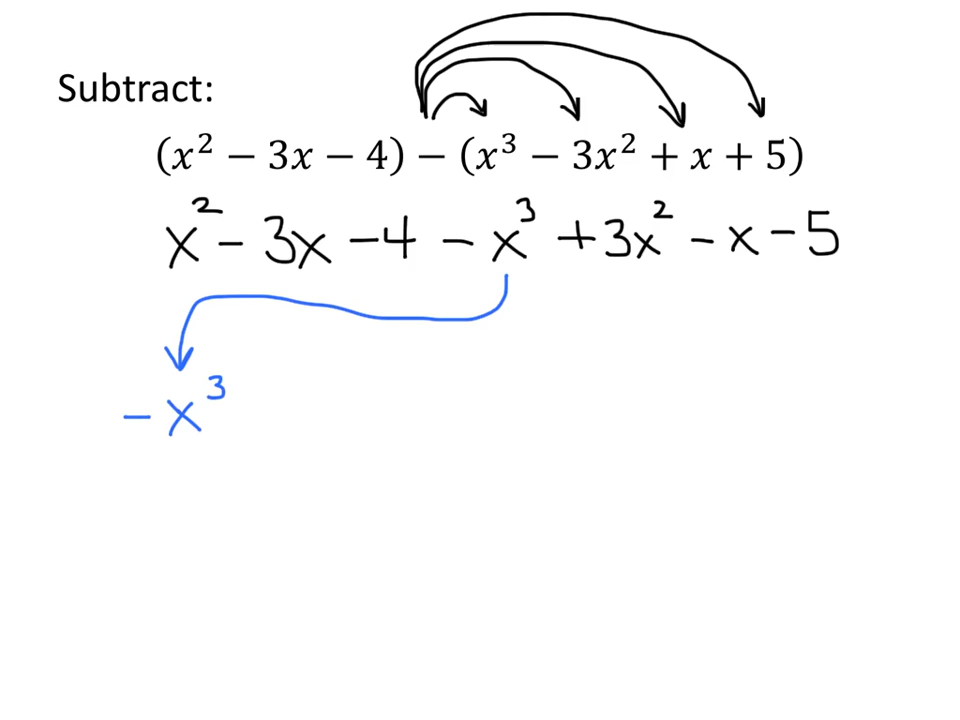 Subtract:
(x² − 3x − 4) − (x³ − 3x² + x + 5)
x² − 3x − 4 − x³ + 3x² − x − 5
− x³